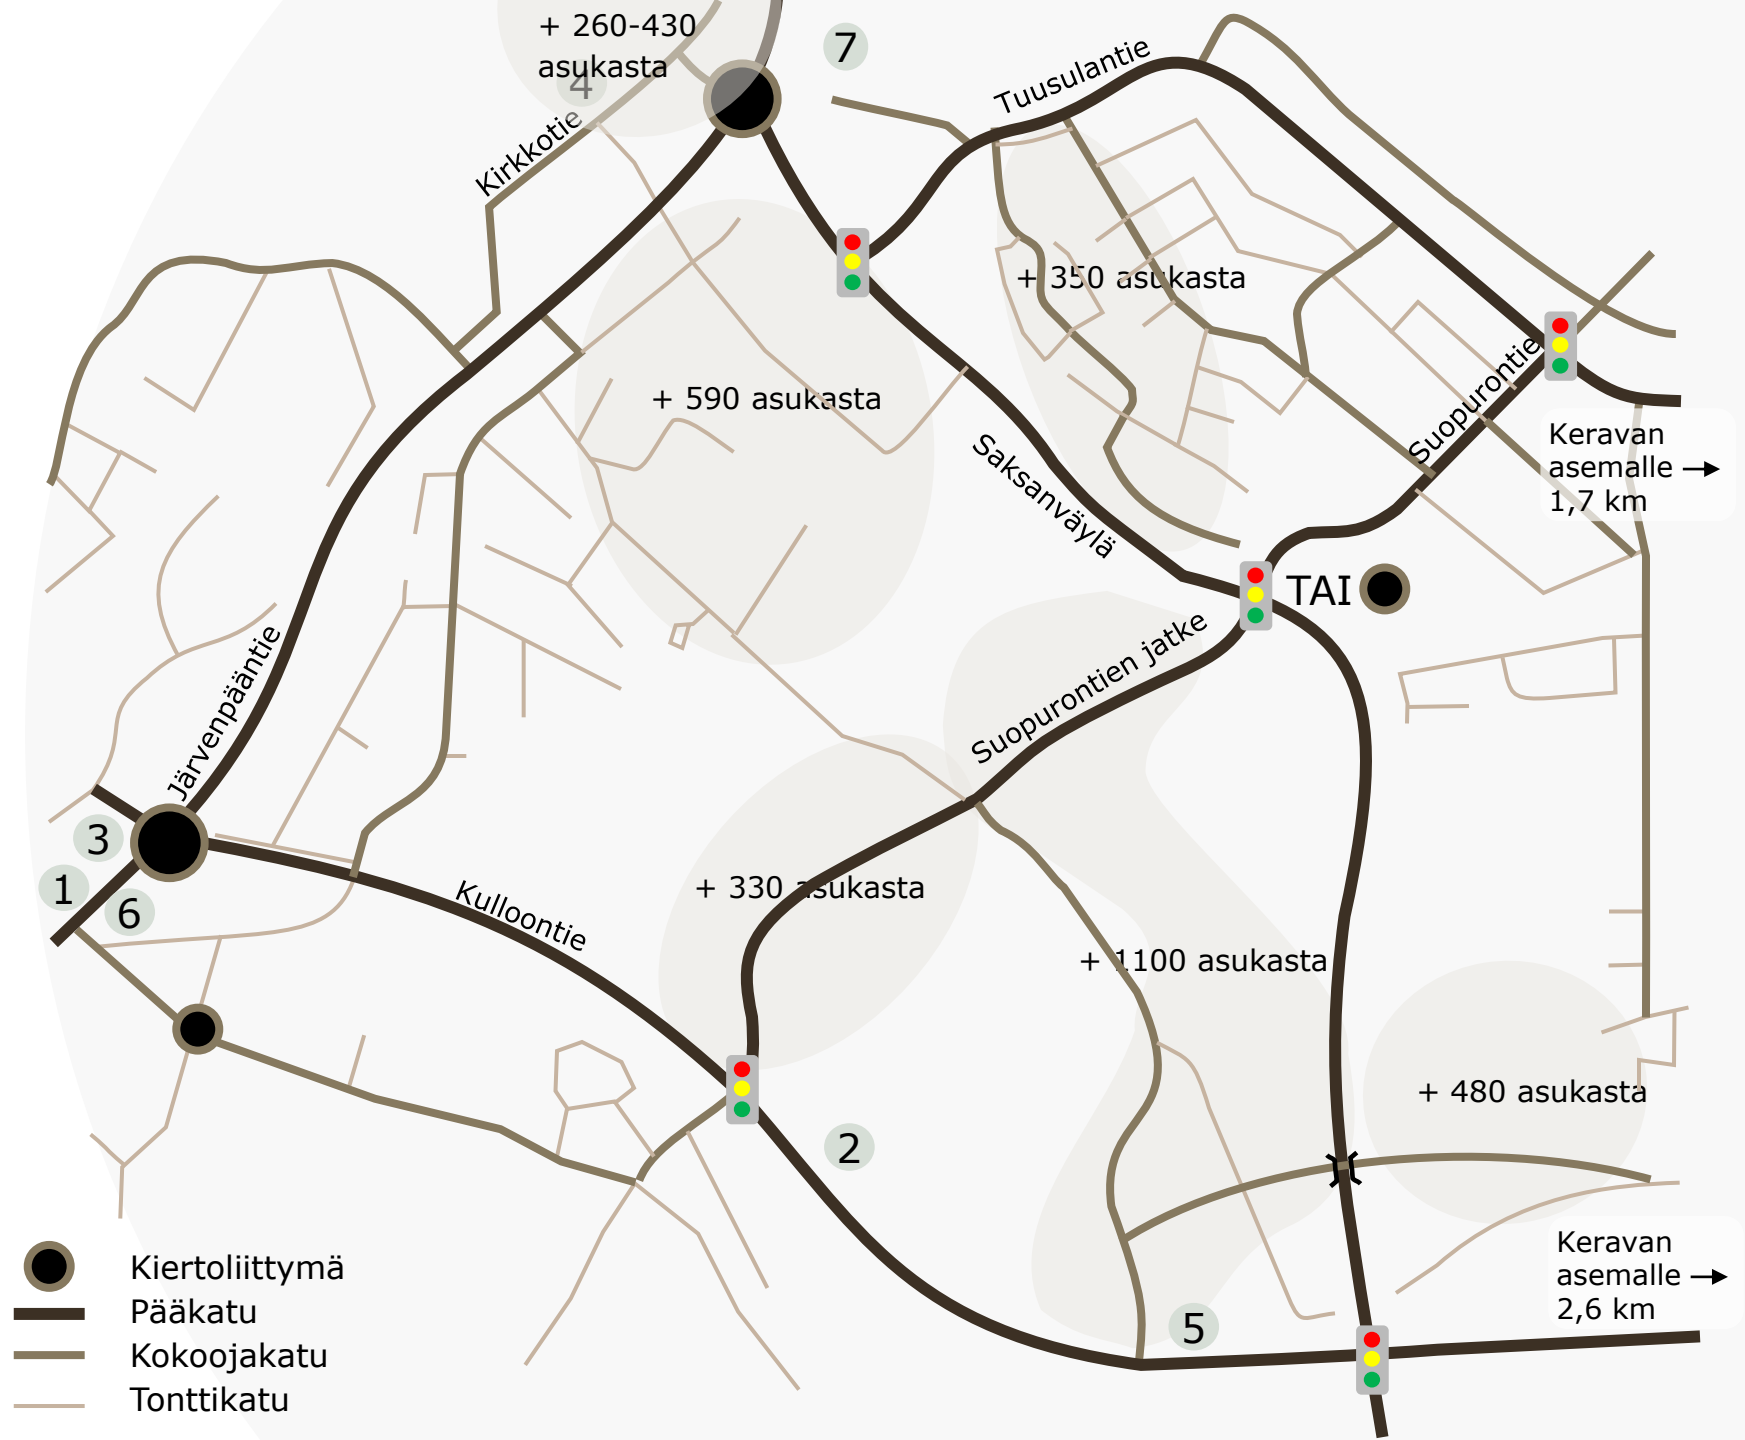 + 260-430
asukasta
4
7
Tuusulantie
Kirkkotie
+ 350 asukasta
Suopurontie
+ 590 asukasta
Keravan
asemalle →
1,7 km
Saksanväylä
TAI
Suopurontien jatke
Järvenpääntie
3
1
6
Kulloontie
+ 330 asukasta
+ 1100 asukasta
+ 480 asukasta
2
5
Keravan
asemalle →
2,6 km
Kiertoliittymä
Pääkatu
Kokoojakatu
Tonttikatu